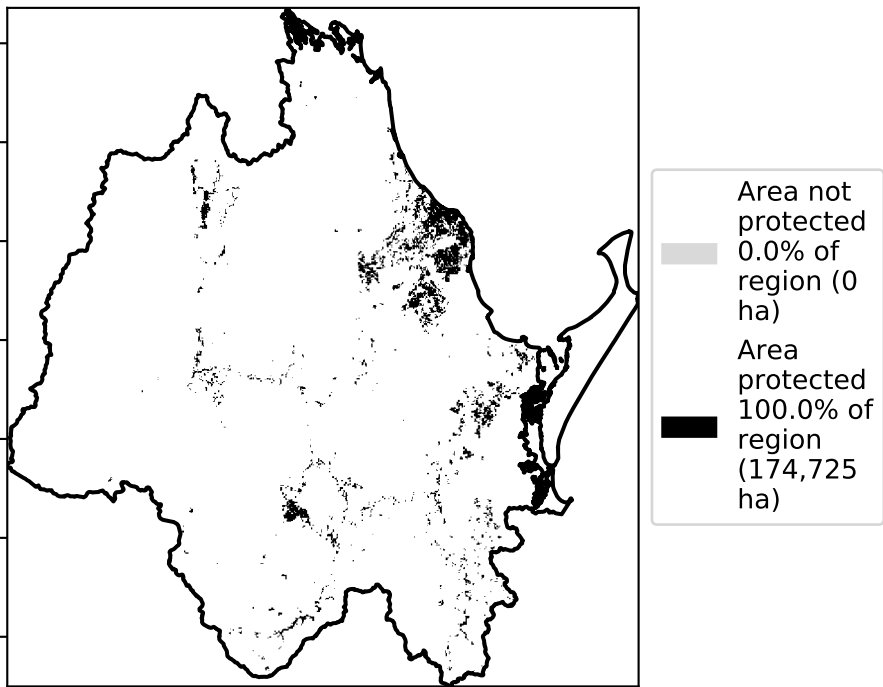 Area not
protected
0.0% of
region (0
ha)
Area
protected
100.0% of
region
(174,725
ha)